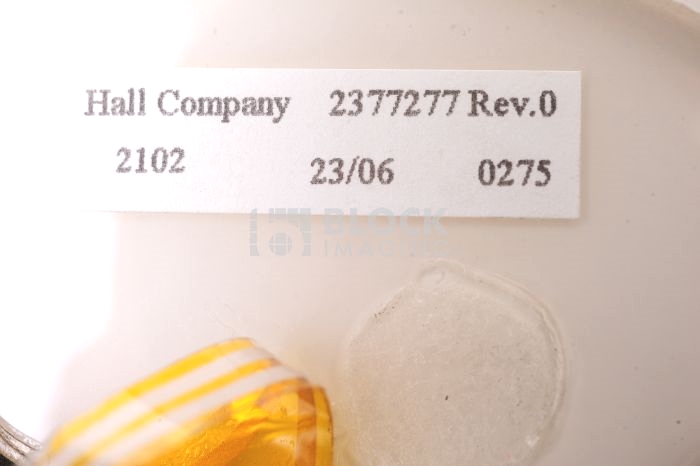 Hall Company 2377277 Rev.0
2102 23/06 0275
BLOCK
IMAGING